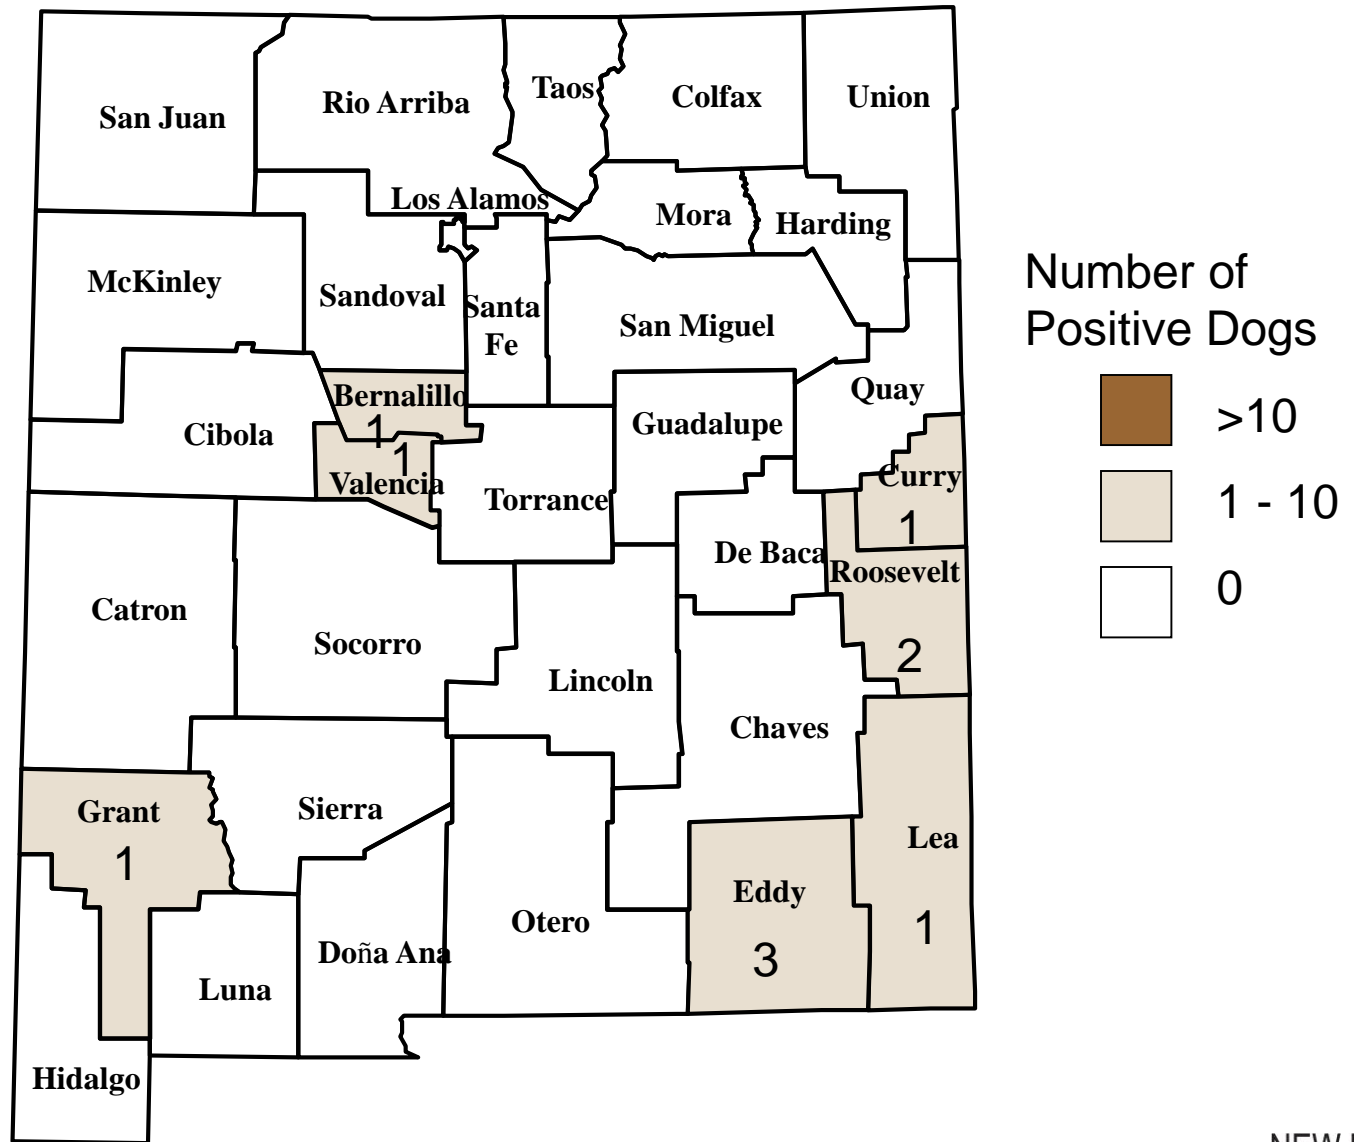 San Juan
Rio Arriba
Taos
Colfax
Union
Los Alamos
Mora
Harding
McKinley
Sandoval
Santa
Fe
San Miguel
Number of
Positive Dogs
Bernalillo
1
Quay
>10
Cibola
Guadalupe
1
Valencia
Torrance
Curry
1
1 - 10
De Baca
Roosevelt
2
0
Catron
Socorro
Lincoln
Chaves
Grant
1
Sierra
Lea
1
Eddy
3
Otero
Doña Ana
Luna
Hidalgo